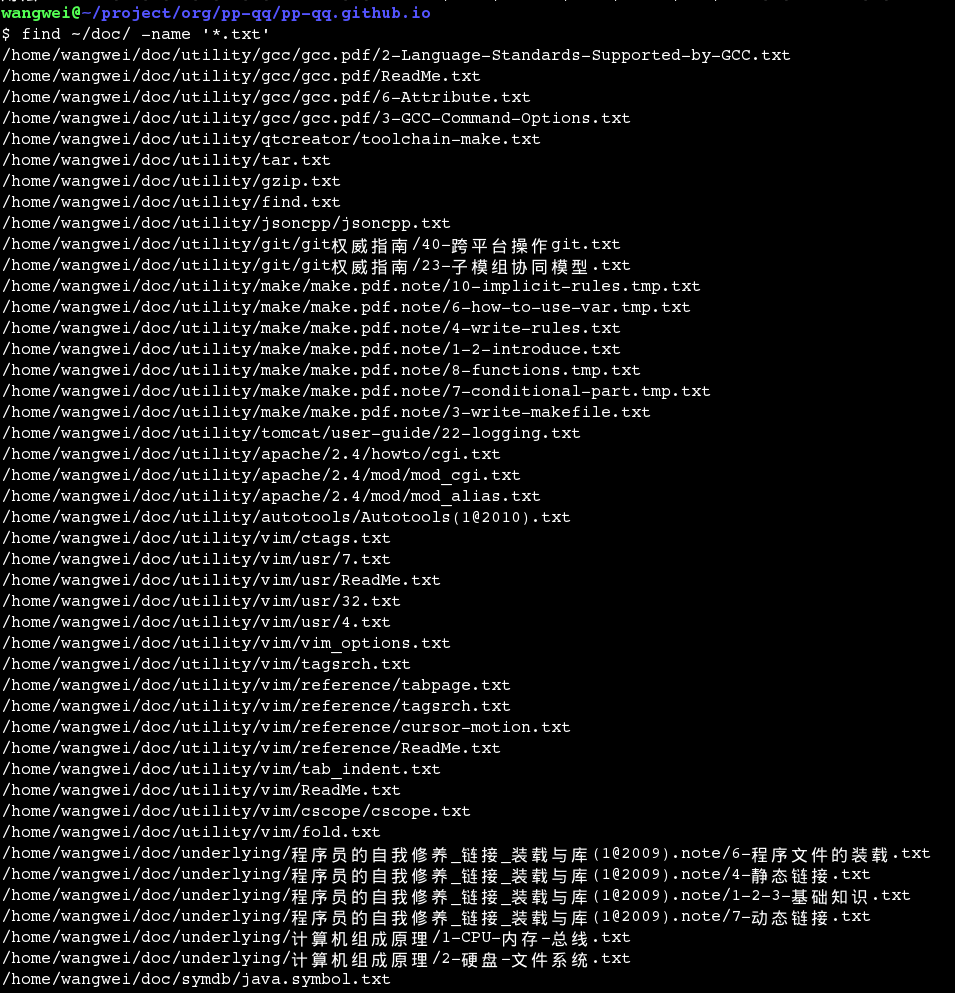 wangwei@~/project/org/pp-qq/pp-qq.github.io
$ find ~/doc/ -name '*.txt'
/home/wangwei/doc/utility/gcc/gcc.pdf/2-Language-Standards-Supported-by-GCC.txt
/home/wangwei/doc/utility/gcc/gcc.pdf/ReadMe.txt
/home/wangwei/doc/utility/gcc/gcc.pdf/6-Attribute.txt
/home/wangwei/doc/utility/gcc/gcc.pdf/3-GCC-Command-Options.txt
/home/wangwei/doc/utility/qtcreator/toolchain-make.txt
/home/wangwei/doc/utility/tar.txt
/home/wangwei/doc/utility/gzip.txt
/home/wangwei/doc/utility/find.txt
/home/wangwei/doc/utility/jsoncpp/jsoncpp.txt
/home/wangwei/doc/utility/git/git权威指南/40-跨平台操作git.txt
/home/wangwei/doc/utility/git/git权威指南/23-子模组协同模型.txt
/home/wangwei/doc/utility/make/make.pdf.note/10-implicit-rules.tmp.txt
/home/wangwei/doc/utility/make/make.pdf.note/6-how-to-use-var.tmp.txt
/home/wangwei/doc/utility/make/make.pdf.note/4-write-rules.txt
/home/wangwei/doc/utility/make/make.pdf.note/1-2-introduce.txt
/home/wangwei/doc/utility/make/make.pdf.note/8-functions.tmp.txt
/home/wangwei/doc/utility/make/make.pdf.note/7-conditional-part.tmp.txt
/home/wangwei/doc/utility/make/make.pdf.note/3-write-makefile.txt
/home/wangwei/doc/utility/tomcat/user-guide/22-logging.txt
/home/wangwei/doc/utility/apache/2.4/howto/cgi.txt
/home/wangwei/doc/utility/apache/2.4/mod/mod_cgi.txt
/home/wangwei/doc/utility/apache/2.4/mod/mod_alias.txt
/home/wangwei/doc/utility/autotools/Autotools(1@2010).txt
/home/wangwei/doc/utility/vim/ctags.txt
/home/wangwei/doc/utility/vim/usr/7.txt
/home/wangwei/doc/utility/vim/usr/ReadMe.txt
/home/wangwei/doc/utility/vim/usr/32.txt
/home/wangwei/doc/utility/vim/usr/4.txt
/home/wangwei/doc/utility/vim/vim_options.txt
/home/wangwei/doc/utility/vim/tagsrch.txt
/home/wangwei/doc/utility/vim/reference/tabpage.txt
/home/wangwei/doc/utility/vim/reference/tagsrch.txt
/home/wangwei/doc/utility/vim/reference/cursor-motion.txt
/home/wangwei/doc/utility/vim/reference/ReadMe.txt
/home/wangwei/doc/utility/vim/tab_indent.txt
/home/wangwei/doc/utility/vim/ReadMe.txt
/home/wangwei/doc/utility/vim/cscope/cscope.txt
/home/wangwei/doc/utility/vim/fold.txt
/home/wangwei/doc/underlying/程序员的自我修养_链接_装载与库(1@2009).note/6-程序文件的装载.txt
/home/wangwei/doc/underlying/程序员的自我修养_链接_装载与库(1@2009).note/4-静态链接.txt
/home/wangwei/doc/underlying/程序员的自我修养_链接_装载与库(1@2009).note/1-2-3-基础知识.txt
/home/wangwei/doc/underlying/程序员的自我修养_链接_装载与库(1@2009).note/7-动态链接.txt
/home/wangwei/doc/underlying/计算机组成原理/1-CPU-内存-总线.txt
/home/wangwei/doc/underlying/计算机组成原理/2-硬盘-文件系统.txt
/home/wangwei/doc/symdb/java.symbol.txt